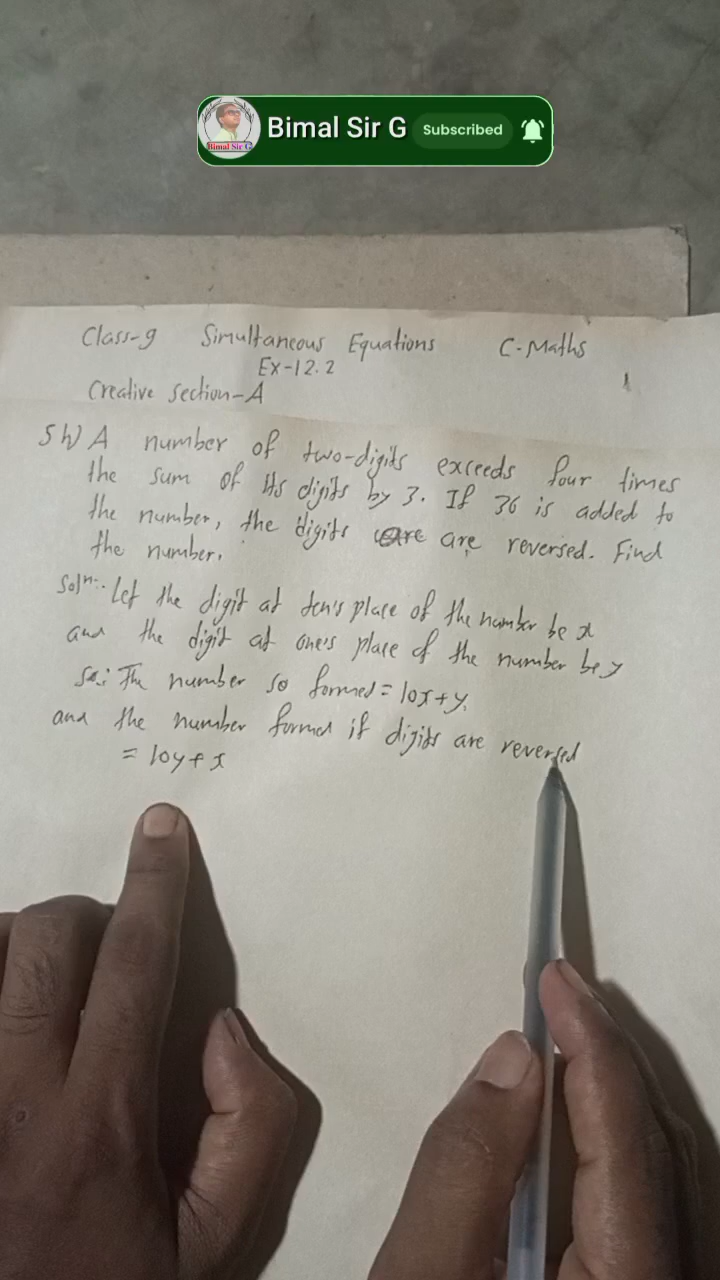 Bimal Sir G Subscribed
Bimal Sir G
Class-9 Simultaneous Equations C-Maths
Ex-12.2
Creative Section-A
5 h) A number of two-digits exceeds four times
the sum of its digits by 3. If 36 is added to
the number, the digits are are reversed. Find
the number.
Soln:. Let the digit at ten's place of the number be x
and the digit at one's place of the number be y
So: The number so formed = 10x+y.
and the number formed if digits are reversed
= 10y+x